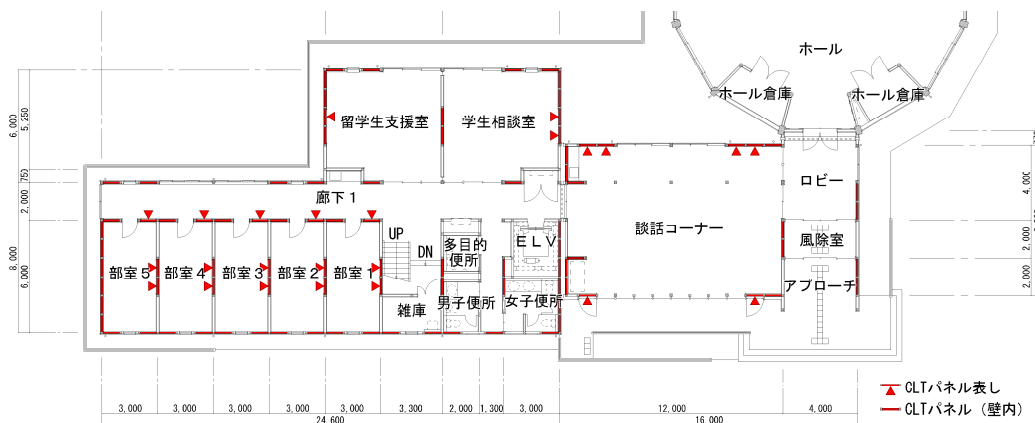 ホール
ホール倉庫
ホール倉庫
留学生支援室
学生相談室
ロビー
廊下1
談話コーナー
UP
DN
多目的
便所
ELV
風除室
部室5
部室4
部室3
部室2
部室1
アプローチ
雑庫
男子便所
女子便所
6,000
5,250
750
2,000
8,000
6,000
4,000
2,000
2,000
3,000
3,000
3,000
3,000
3,000
3,300
2,000
1,300
3,000
12,000
4,000
24,600
16,000
CLTパネル表し
CLTパネル（壁内）